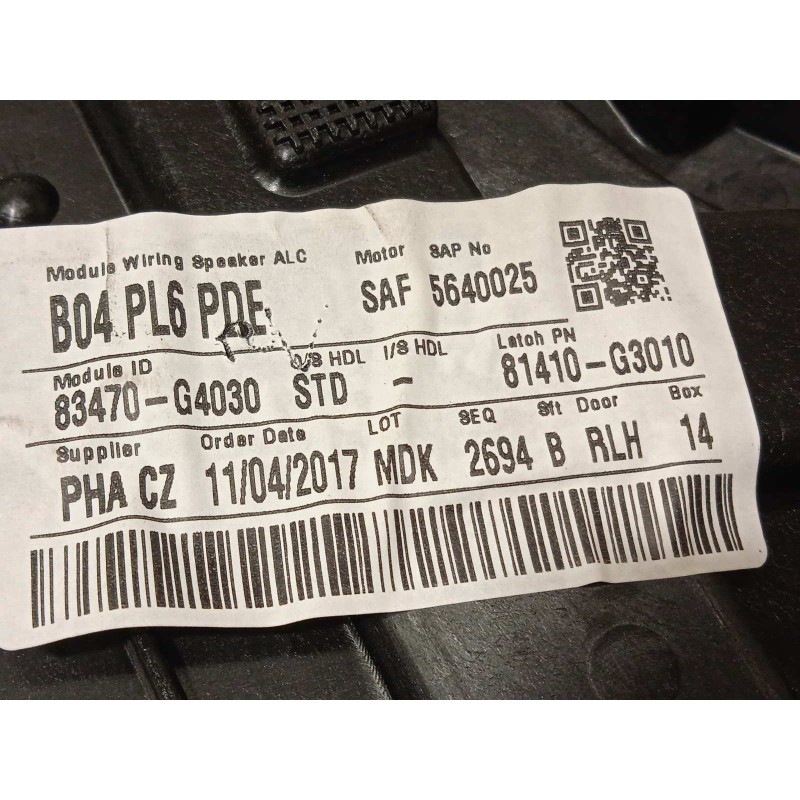 Module Wiring Speaker ALC Motor SAP No
B04 PL6 PDE SAF 5640025
Module ID O/S HDL I/S HDL Latch PN
83470-G4030 STD - 81410-G3010
Supplier Order Date LOT SEQ Sft Door Box
PHA CZ 11/04/2017 MDK 2694 B RLH 14